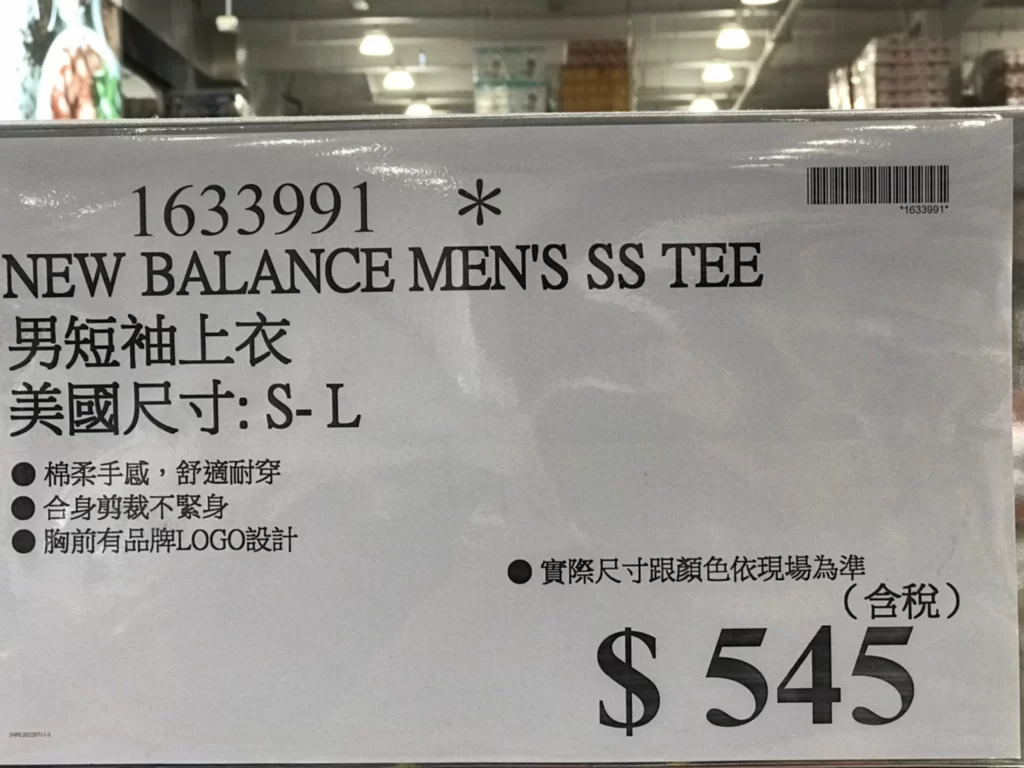 1633991 *
*1633991*
NEW BALANCE MEN'S SS TEE
男短袖上衣
美國尺寸: S- L
● 棉柔手感，舒適耐穿
● 合身剪裁不緊身
● 胸前有品牌LOGO設計
● 實際尺寸跟顏色依現場為準
（含稅）
$ 545